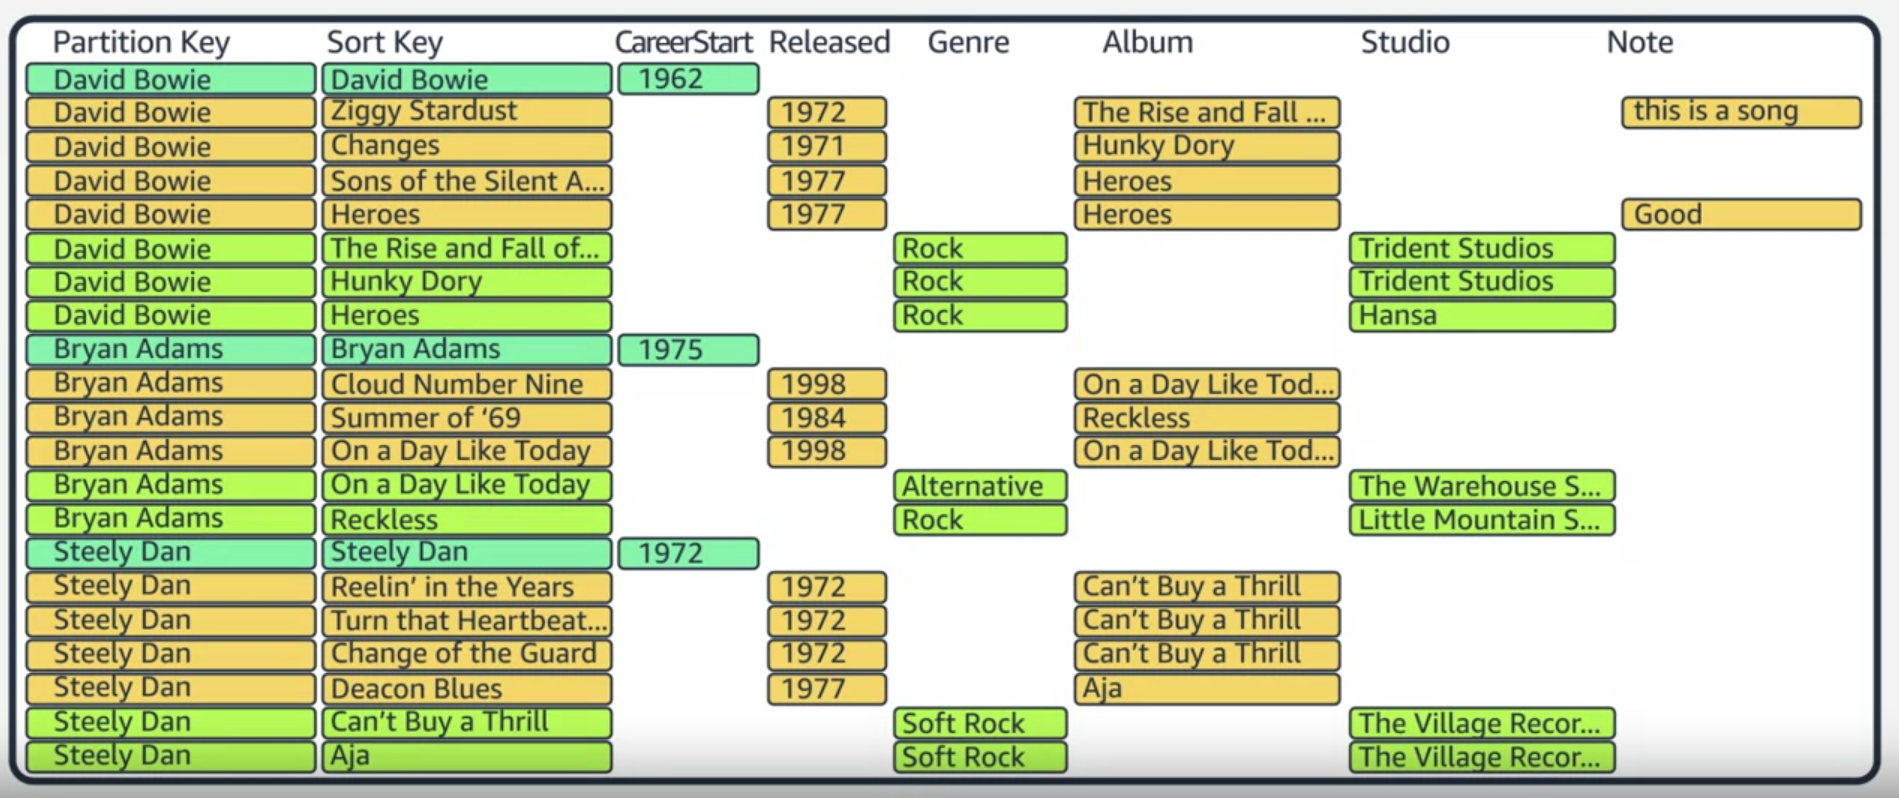 Partition Key Sort Key CareerStart Released Genre Album Studio Note
David Bowie David Bowie 1962
David Bowie Ziggy Stardust 1972 The Rise and Fall ... this is a song
David Bowie Changes 1971 Hunky Dory
David Bowie Sons of the Silent A... 1977 Heroes
David Bowie Heroes 1977 Heroes Good
David Bowie The Rise and Fall of... Rock Trident Studios
David Bowie Hunky Dory Rock Trident Studios
David Bowie Heroes Rock Hansa
Bryan Adams Bryan Adams 1975
Bryan Adams Cloud Number Nine 1998 On a Day Like Tod...
Bryan Adams Summer of ‘69 1984 Reckless
Bryan Adams On a Day Like Today 1998 On a Day Like Tod...
Bryan Adams On a Day Like Today Alternative The Warehouse S...
Bryan Adams Reckless Rock Little Mountain S...
Steely Dan Steely Dan 1972
Steely Dan Reelin’ in the Years 1972 Can’t Buy a Thrill
Steely Dan Turn that Heartbeat... 1972 Can’t Buy a Thrill
Steely Dan Change of the Guard 1972 Can’t Buy a Thrill
Steely Dan Deacon Blues 1977 Aja
Steely Dan Can’t Buy a Thrill Soft Rock The Village Recor...
Steely Dan Aja Soft Rock The Village Recor...